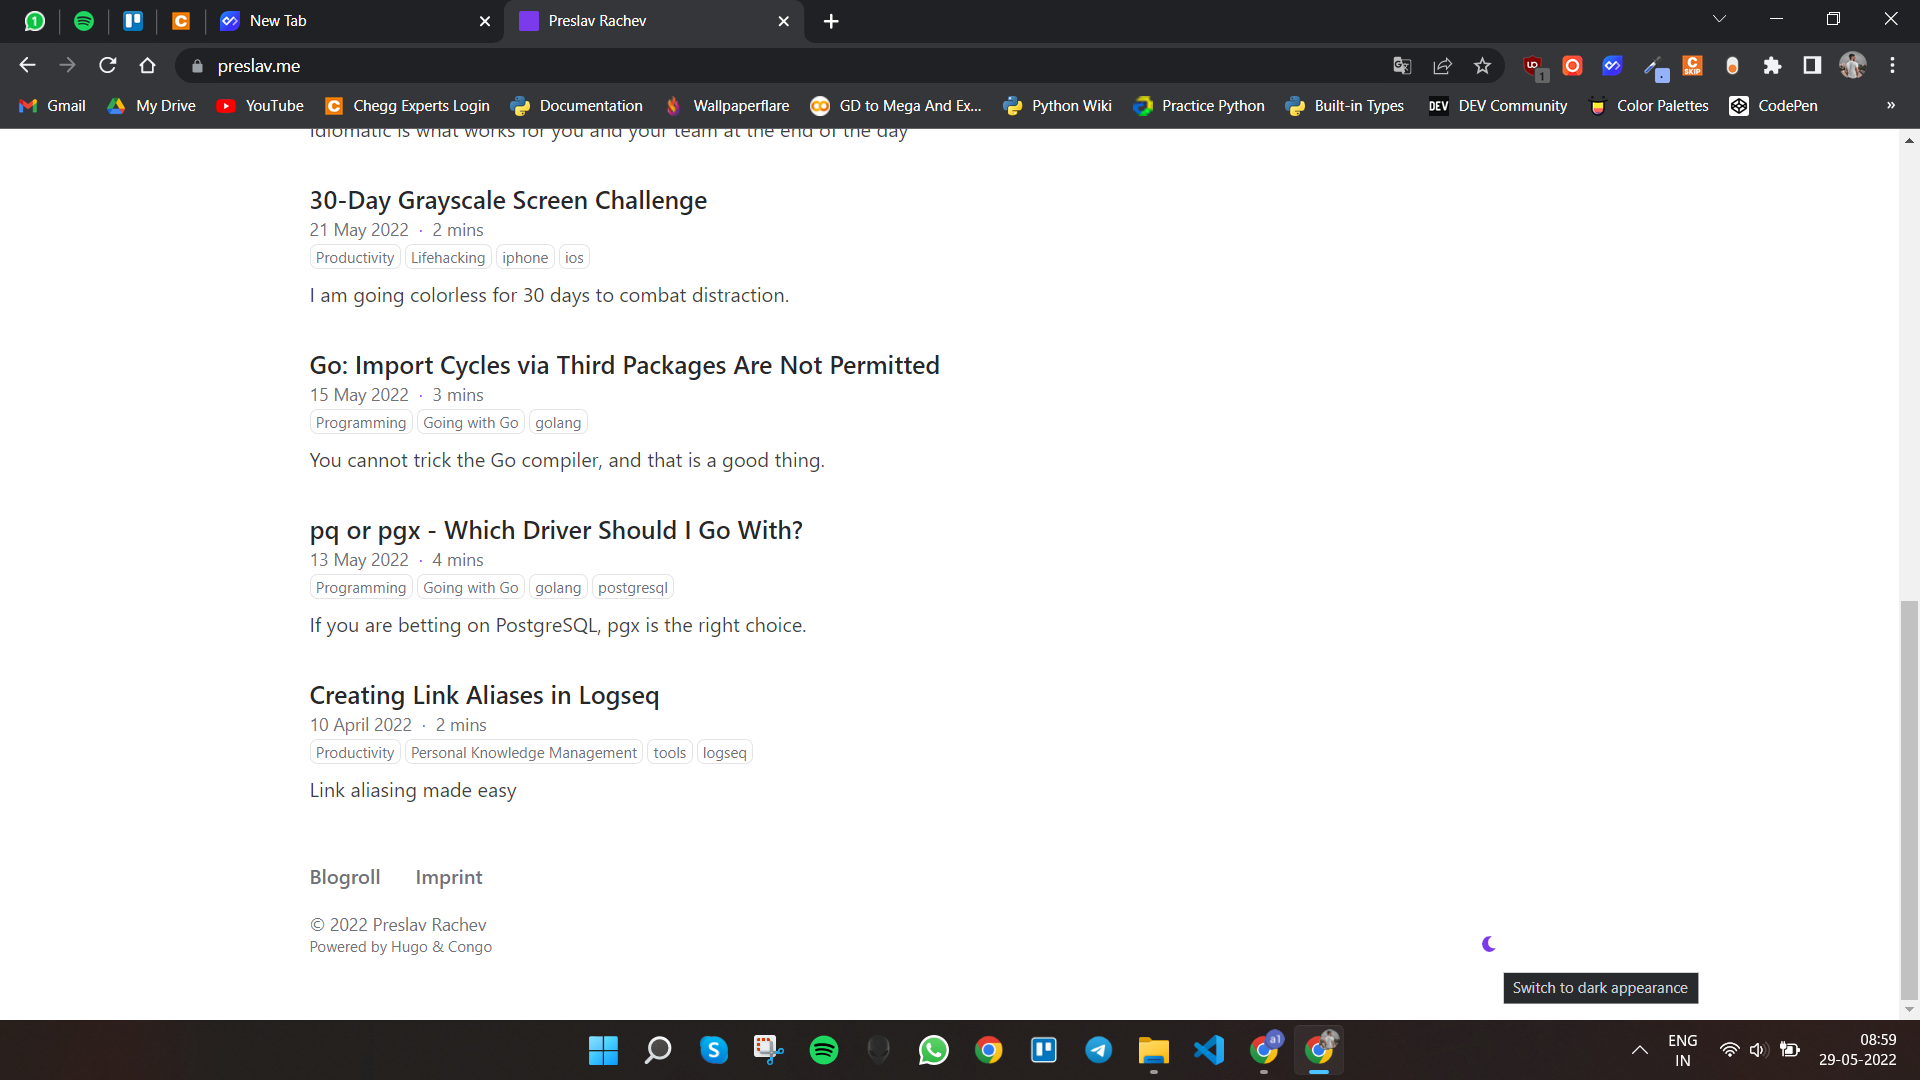 1
New Tab
Preslav Rachev
preslav.me
UD
1
C
SKIP
Gmail
My Drive
YouTube
Chegg Experts Login
Documentation
Wallpaperflare
GD to Mega And Ex...
Python Wiki
Practice Python
Built-in Types
DEV
DEV Community
Color Palettes
CodePen
»
Idiomatic is what works for you and your team at the end of the day
30-Day Grayscale Screen Challenge
21 May 2022 · 2 mins
Productivity Lifehacking iphone ios
I am going colorless for 30 days to combat distraction.
Go: Import Cycles via Third Packages Are Not Permitted
15 May 2022 · 3 mins
Programming Going with Go golang
You cannot trick the Go compiler, and that is a good thing.
pq or pgx - Which Driver Should I Go With?
13 May 2022 · 4 mins
Programming Going with Go golang postgresql
If you are betting on PostgreSQL, pgx is the right choice.
Creating Link Aliases in Logseq
10 April 2022 · 2 mins
Productivity Personal Knowledge Management tools logseq
Link aliasing made easy
Blogroll Imprint
© 2022 Preslav Rachev
Powered by Hugo & Congo
Switch to dark appearance
S
a1
ENG
IN
08:59
29-05-2022